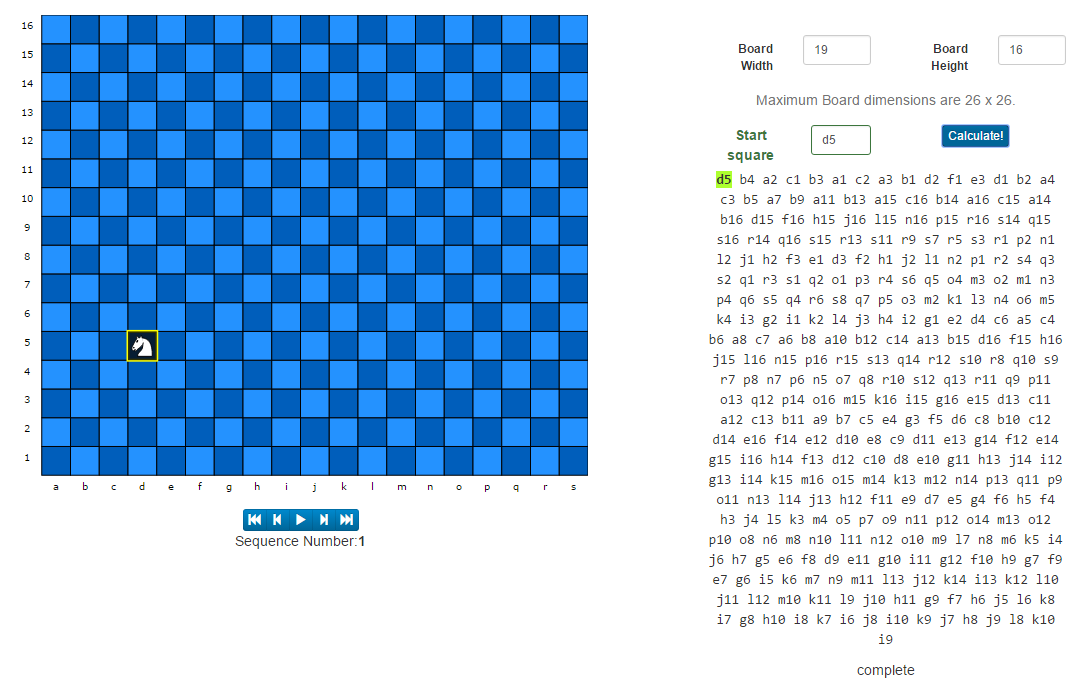 16
15
14
13
12
11
10
9
8
7
6
5
4
3
2
1
a b c d e f g h i j k l m n o p q r s
Sequence Number:1
Board Width
19
Board Height
16
Maximum Board dimensions are 26 x 26.
Start square
d5
Calculate!
d5 b4 a2 c1 b3 a1 c2 a3 b1 d2 f1 e3 d1 b2 a4
c3 b5 a7 b9 a11 b13 a15 c16 b14 a16 c15 a14
b16 d15 f16 h15 j16 l15 n16 p15 r16 s14 q15
s16 r14 q16 s15 r13 s11 r9 s7 r5 s3 r1 p2 n1
l2 j1 h2 f3 e1 d3 f2 h1 j2 l1 n2 p1 r2 s4 q3
s2 q1 r3 s1 q2 o1 p3 r4 s6 q5 o4 m3 o2 m1 n3
p4 q6 s5 q4 r6 s8 q7 p5 o3 m2 k1 l3 n4 o6 m5
k4 i3 g2 i1 k2 l4 j3 h4 i2 g1 e2 d4 c6 a5 c4
b6 a8 c7 a6 b8 a10 b12 c14 a13 b15 d16 f15 h16
j15 l16 n15 p16 r15 s13 q14 r12 s10 r8 q10 s9
r7 p8 n7 p6 n5 o7 q8 r10 s12 q13 r11 q9 p11
o13 q12 p14 o16 m15 k16 i15 g16 e15 d13 c11
a12 c13 b11 a9 b7 c5 e4 g3 f5 d6 c8 b10 c12
d14 e16 f14 e12 d10 e8 c9 d11 e13 g14 f12 e14
g15 i16 h14 f13 d12 c10 d8 e10 g11 h13 j14 i12
g13 i14 k15 m16 o15 m14 k13 m12 n14 p13 q11 p9
o11 n13 l14 j13 h12 f11 e9 d7 e5 g4 f6 h5 f4
h3 j4 l5 k3 m4 o5 p7 o9 n11 p12 o14 m13 o12
p10 o8 n6 m8 n10 l11 n12 o10 m9 l7 n8 m6 k5 i4
j6 h7 g5 e6 f8 d9 e11 g10 i11 g12 f10 h9 g7 f9
e7 g6 i5 k6 m7 n9 m11 l13 j12 k14 i13 k12 l10
j11 l12 m10 k11 l9 j10 h11 g9 f7 h6 j5 l6 k8
i7 g8 h10 i8 k7 i6 j8 i10 k9 j7 h8 j9 l8 k10
i9
complete